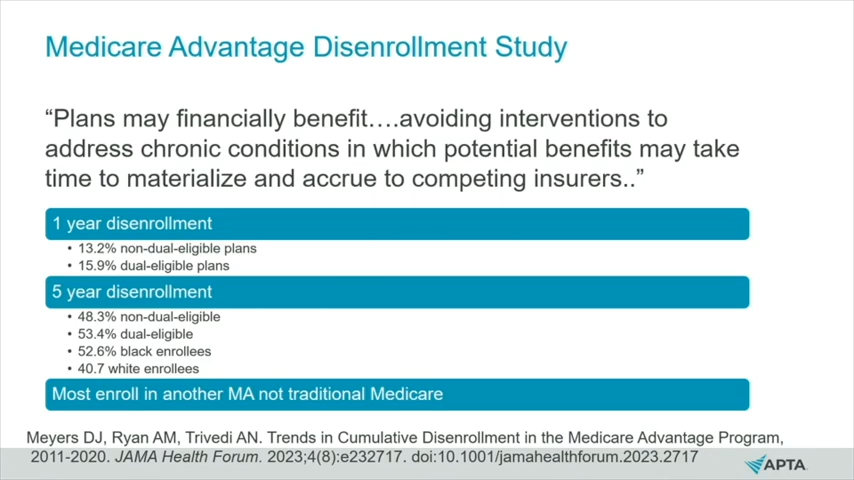 Medicare Advantage Disenrollment Study
“Plans may financially benefit….avoiding interventions to
address chronic conditions in which potential benefits may take
time to materialize and accrue to competing insurers..”
1 year disenrollment
• 13.2% non-dual-eligible plans
• 15.9% dual-eligible plans
5 year disenrollment
• 48.3% non-dual-eligible
• 53.4% dual-eligible
• 52.6% black enrollees
• 40.7 white enrollees
Most enroll in another MA not traditional Medicare
Meyers DJ, Ryan AM, Trivedi AN. Trends in Cumulative Disenrollment in the Medicare Advantage Program,
2011-2020. JAMA Health Forum. 2023;4(8):e232717. doi:10.1001/jamahealthforum.2023.2717
APTA